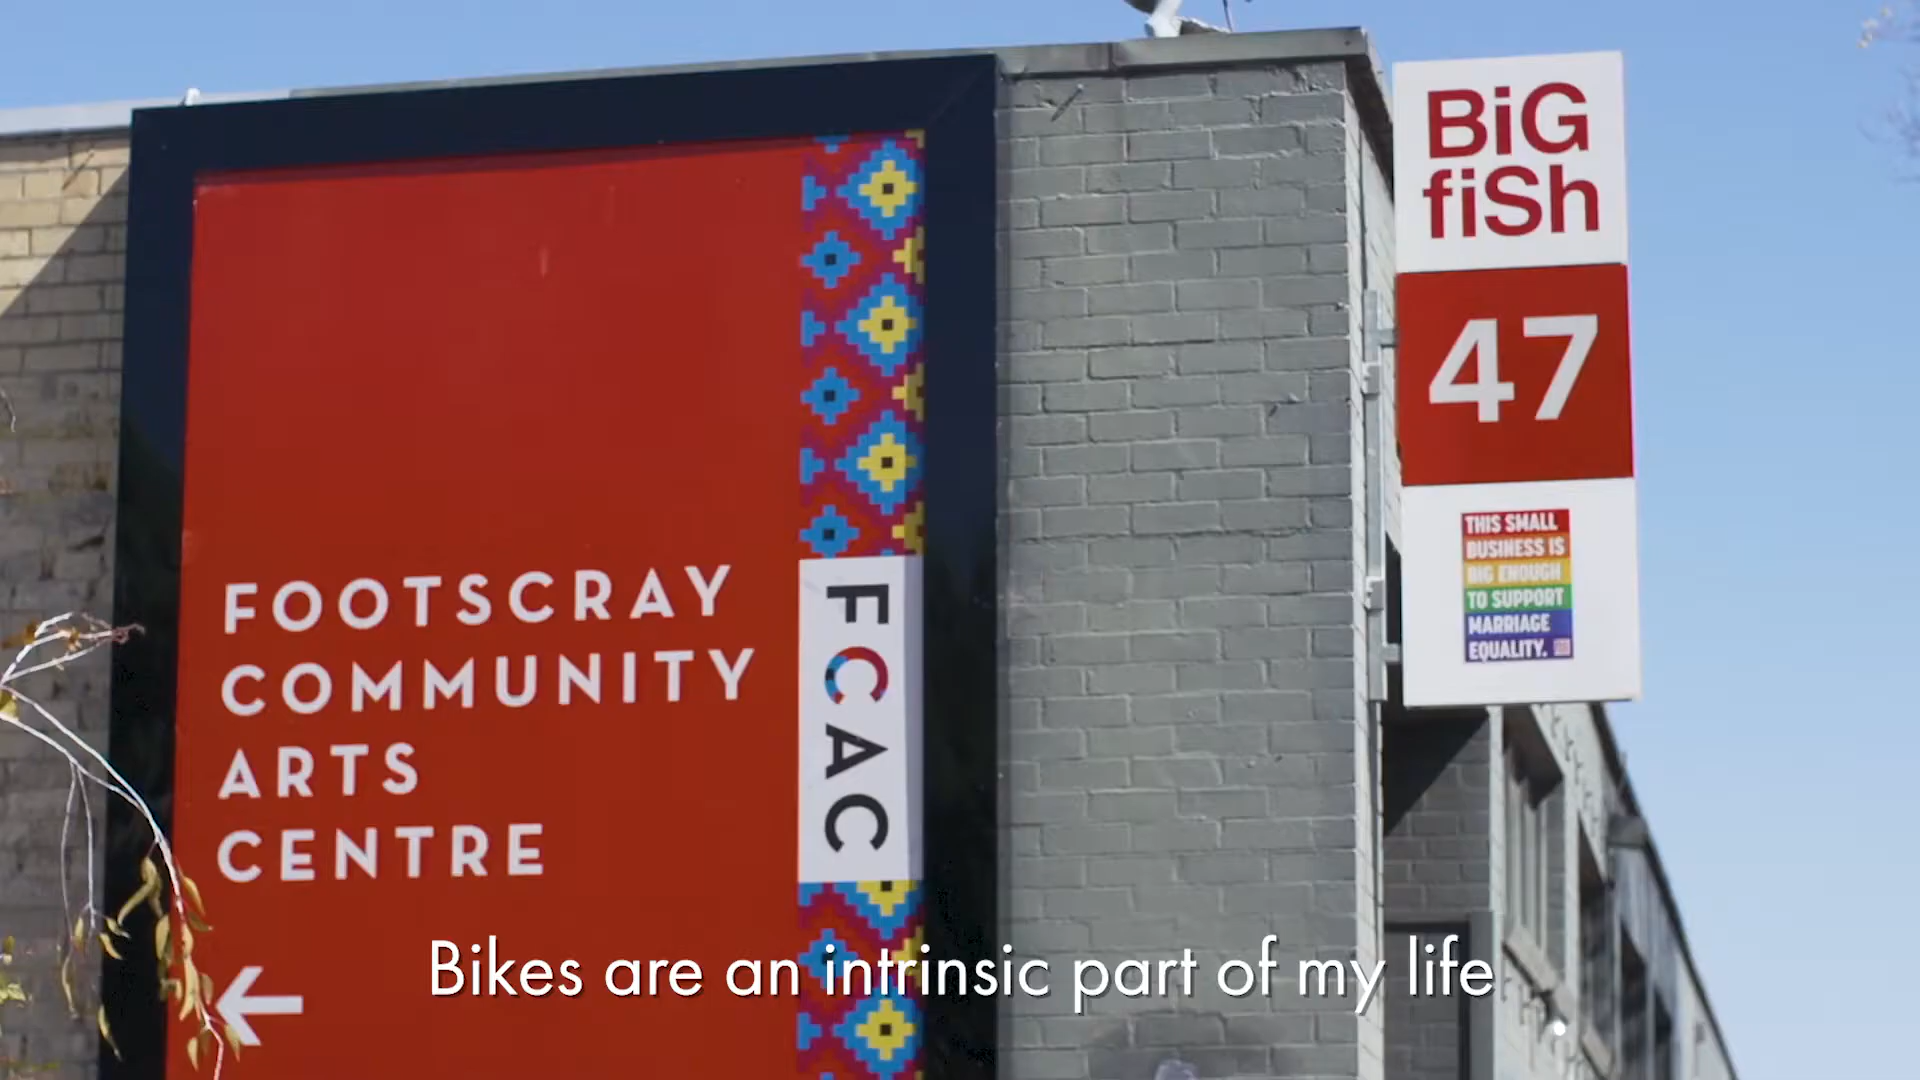 FOOTSCRAY
COMMUNITY
ARTS
CENTRE
FCAC
BiG
fiSh
47
THIS SMALL
BUSINESS IS
BIG ENOUGH
TO SUPPORT
MARRIAGE
EQUALITY.
Bikes are an intrinsic part of my life